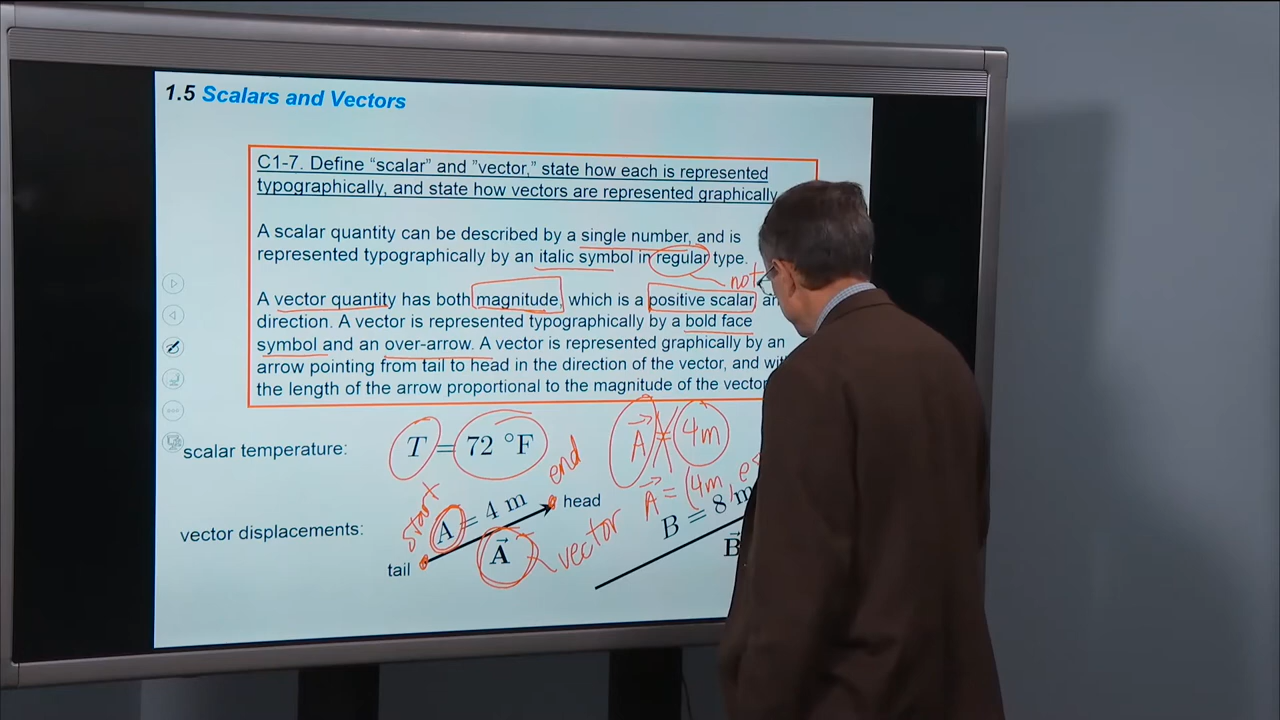 1.5 Scalars and Vectors
C1-7. Define “scalar” and ”vector,” state how each is represented
typographically, and state how vectors are represented graphically
A scalar quantity can be described by a single number, and is
represented typographically by an italic symbol in regular type.
not
A vector quantity has both magnitude, which is a positive scalar
direction. A vector is represented typographically by a bold face
symbol and an over-arrow. A vector is represented graphically by an
arrow pointing from tail to head in the direction of the vector, and
the length of the arrow proportional to the magnitude of the vector
scalar temperature: T = 72 °F
A⃗ = 4m
end
A⃗ = (4m,
start
A = 4 m
head
B = 8 m
vector displacements:
A⃗
vector
B⃗
tail